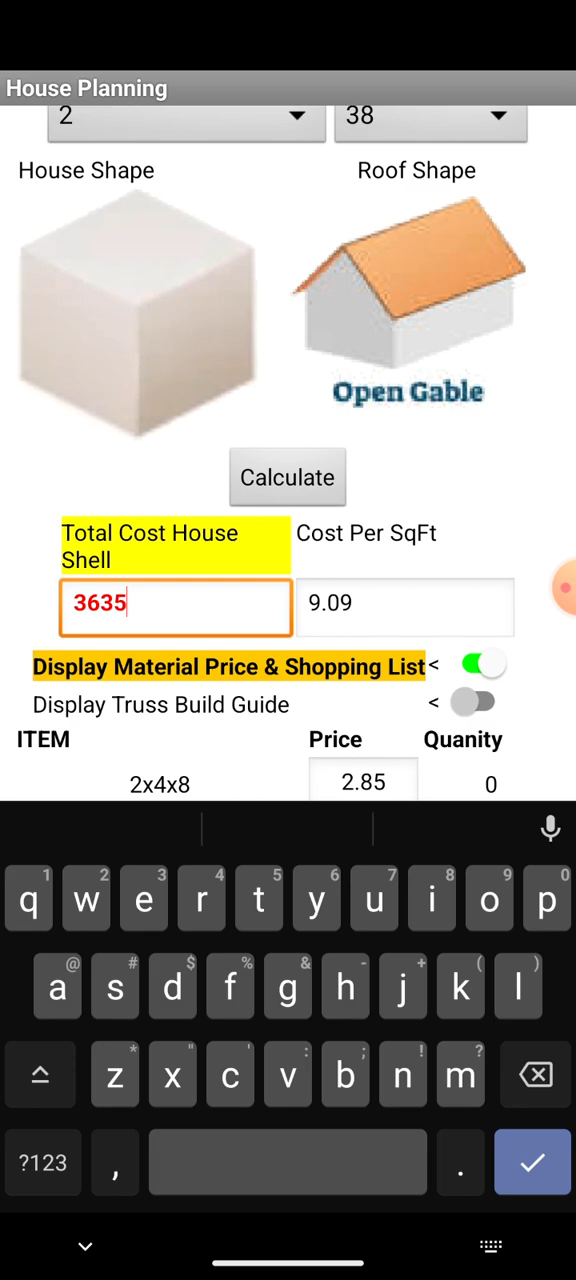 House Planning
2 38
House Shape Roof Shape
Open Gable
Calculate
Total Cost House Shell Cost Per SqFt
3635 9.09
Display Material Price & Shopping List <
Display Truss Build Guide <
ITEM Price Quanity
2x4x8 2.85 0
1 2 3 4 5 6 7 8 9 0
q w e r t y u i o p
@ # $ % & - + ( )
a s d f g h j k l
* " ' : ; ! ?
z x c v b n m
?123 , .